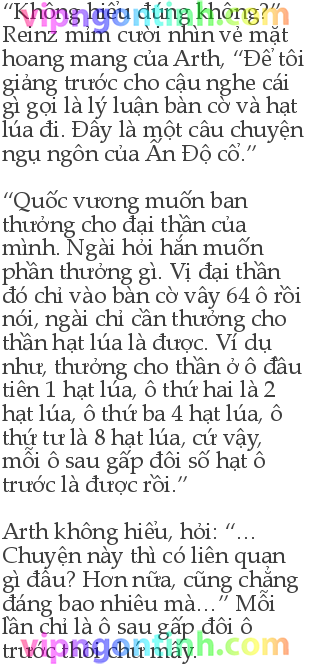 “Không hiểu đúng không?”
Reinz mỉm cười nhìn vẻ mặt
hoang mang của Arth, “Để tôi
giảng trước cho cậu nghe cái
gì gọi là lý luận bàn cờ và hạt
lúa đi. Đây là một câu chuyện
ngụ ngôn của Ấn Độ cổ.”

“Quốc vương muốn ban
thưởng cho đại thần của
mình. Ngài hỏi hắn muốn
phần thưởng gì. Vị đại thần
đó chỉ vào bàn cờ vây 64 ô rồi
nói, ngài chỉ cần thưởng cho
thần hạt lúa là được. Ví dụ
như, thưởng cho thần ở ô đầu
tiên 1 hạt lúa, ô thứ hai là 2
hạt lúa, ô thứ ba 4 hạt lúa, ô
thứ tư là 8 hạt lúa, cứ vậy,
mỗi ô sau gấp đôi số hạt ô
trước là được rồi.”

Arth không hiểu, hỏi: “…
Chuyện này thì có liên quan
gì đâu? Hơn nữa, cũng chẳng
đáng bao nhiêu mà…” Mỗi
lần chỉ là ô sau gấp đôi ô
trước thôi chứ mấy.
vipngontinh.com
vipngontinh.com